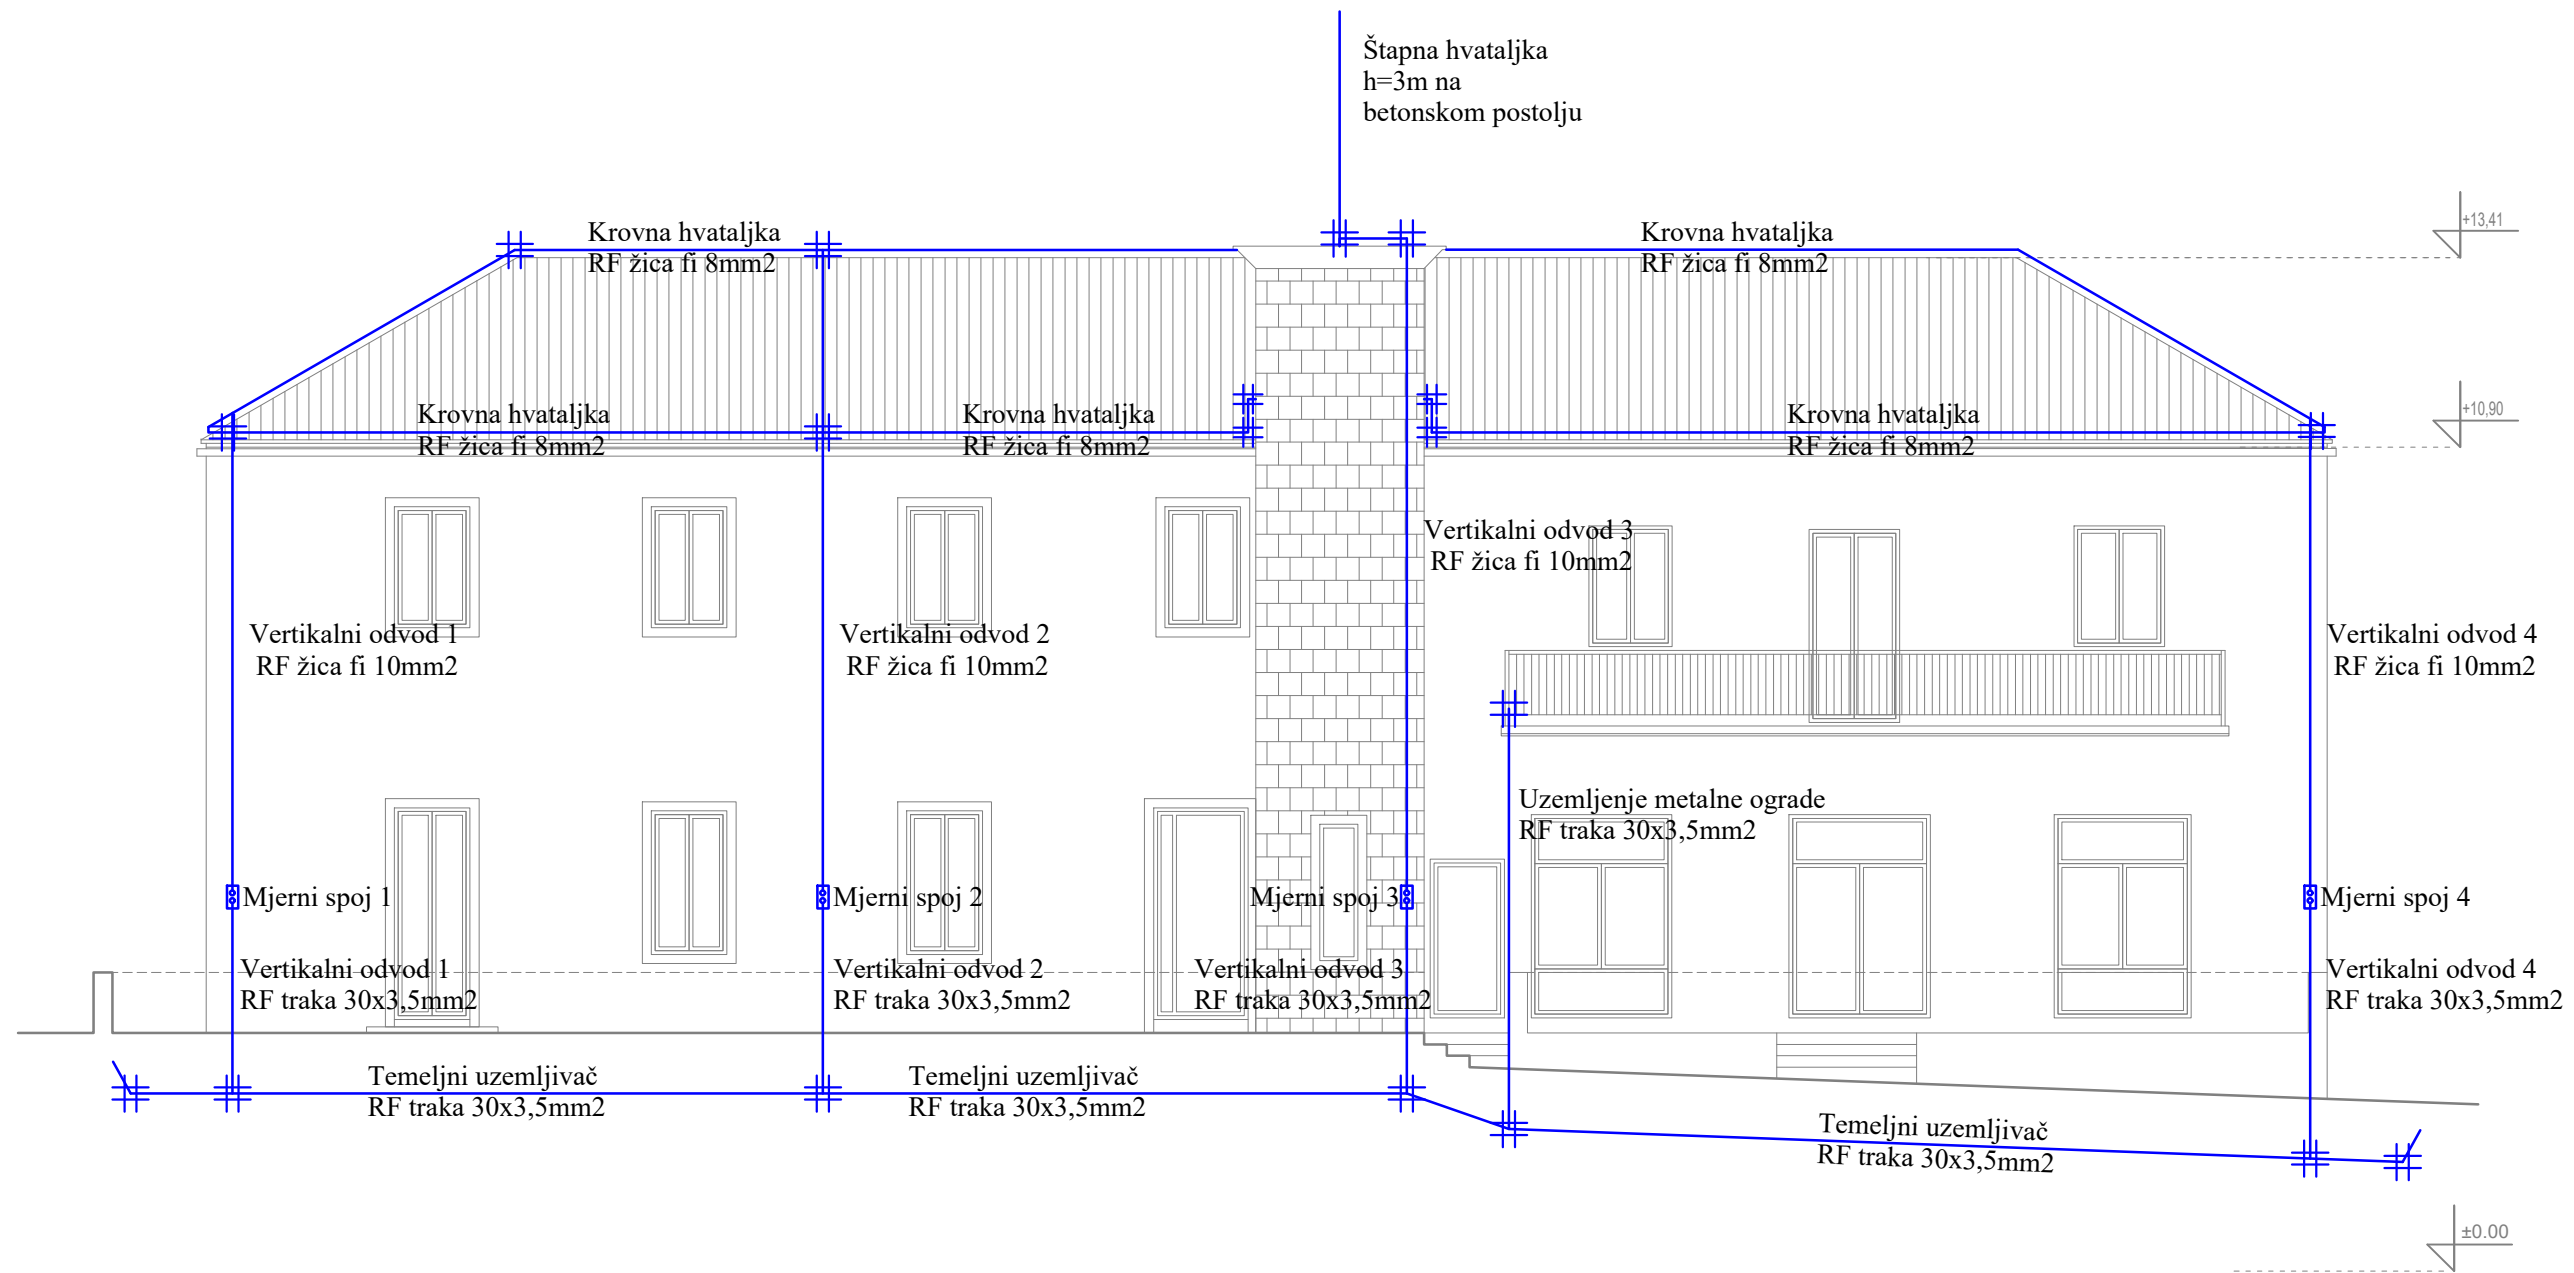 Štapna hvataljka
h=3m na
betonskom postolju
+13,41
Krovna hvataljka
RF žica fi 8mm2
Krovna hvataljka
RF žica fi 8mm2
+10,90
Krovna hvataljka
RF žica fi 8mm2
Krovna hvataljka
RF žica fi 8mm2
Krovna hvataljka
RF žica fi 8mm2
Vertikalni odvod 3
RF žica fi 10mm2
Vertikalni odvod 1
RF žica fi 10mm2
Vertikalni odvod 2
RF žica fi 10mm2
Vertikalni odvod 4
RF žica fi 10mm2
Uzemljenje metalne ograde
RF traka 30x3,5mm2
Mjerni spoj 1
Mjerni spoj 2
Mjerni spoj 3
Mjerni spoj 4
Vertikalni odvod 1
RF traka 30x3,5mm2
Vertikalni odvod 2
RF traka 30x3,5mm2
Vertikalni odvod 3
RF traka 30x3,5mm2
Vertikalni odvod 4
RF traka 30x3,5mm2
Temeljni uzemljivač
RF traka 30x3,5mm2
Temeljni uzemljivač
RF traka 30x3,5mm2
Temeljni uzemljivač
RF traka 30x3,5mm2
±0.00